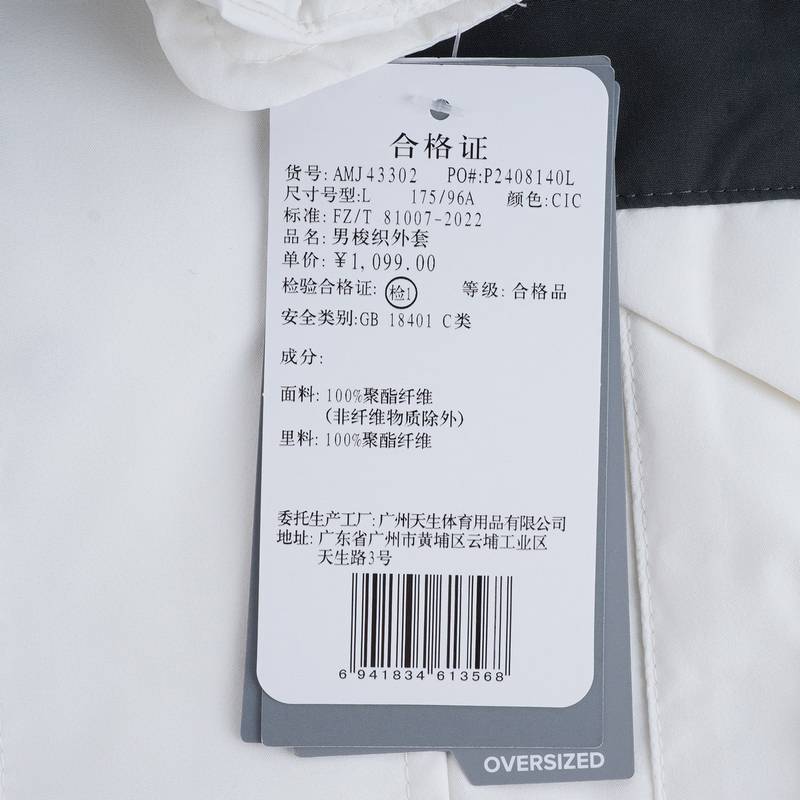 合格证
货号: AMJ43302 PO#:P2408140L
尺寸号型:L 175/96A 颜色:CIC
标准: FZ/T 81007-2022
品名: 男梭织外套
单价: ¥1,099.00
检验合格证: 检1 等级: 合格品
安全类别:GB 18401 C类
成分:
面料: 100%聚酯纤维
(非纤维物质除外)
里料: 100%聚酯纤维
委托生产工厂:广州天生体育用品有限公司
地址: 广东省广州市黄埔区云埔工业区
天生路3号
6 941834 613568
OVERSIZED